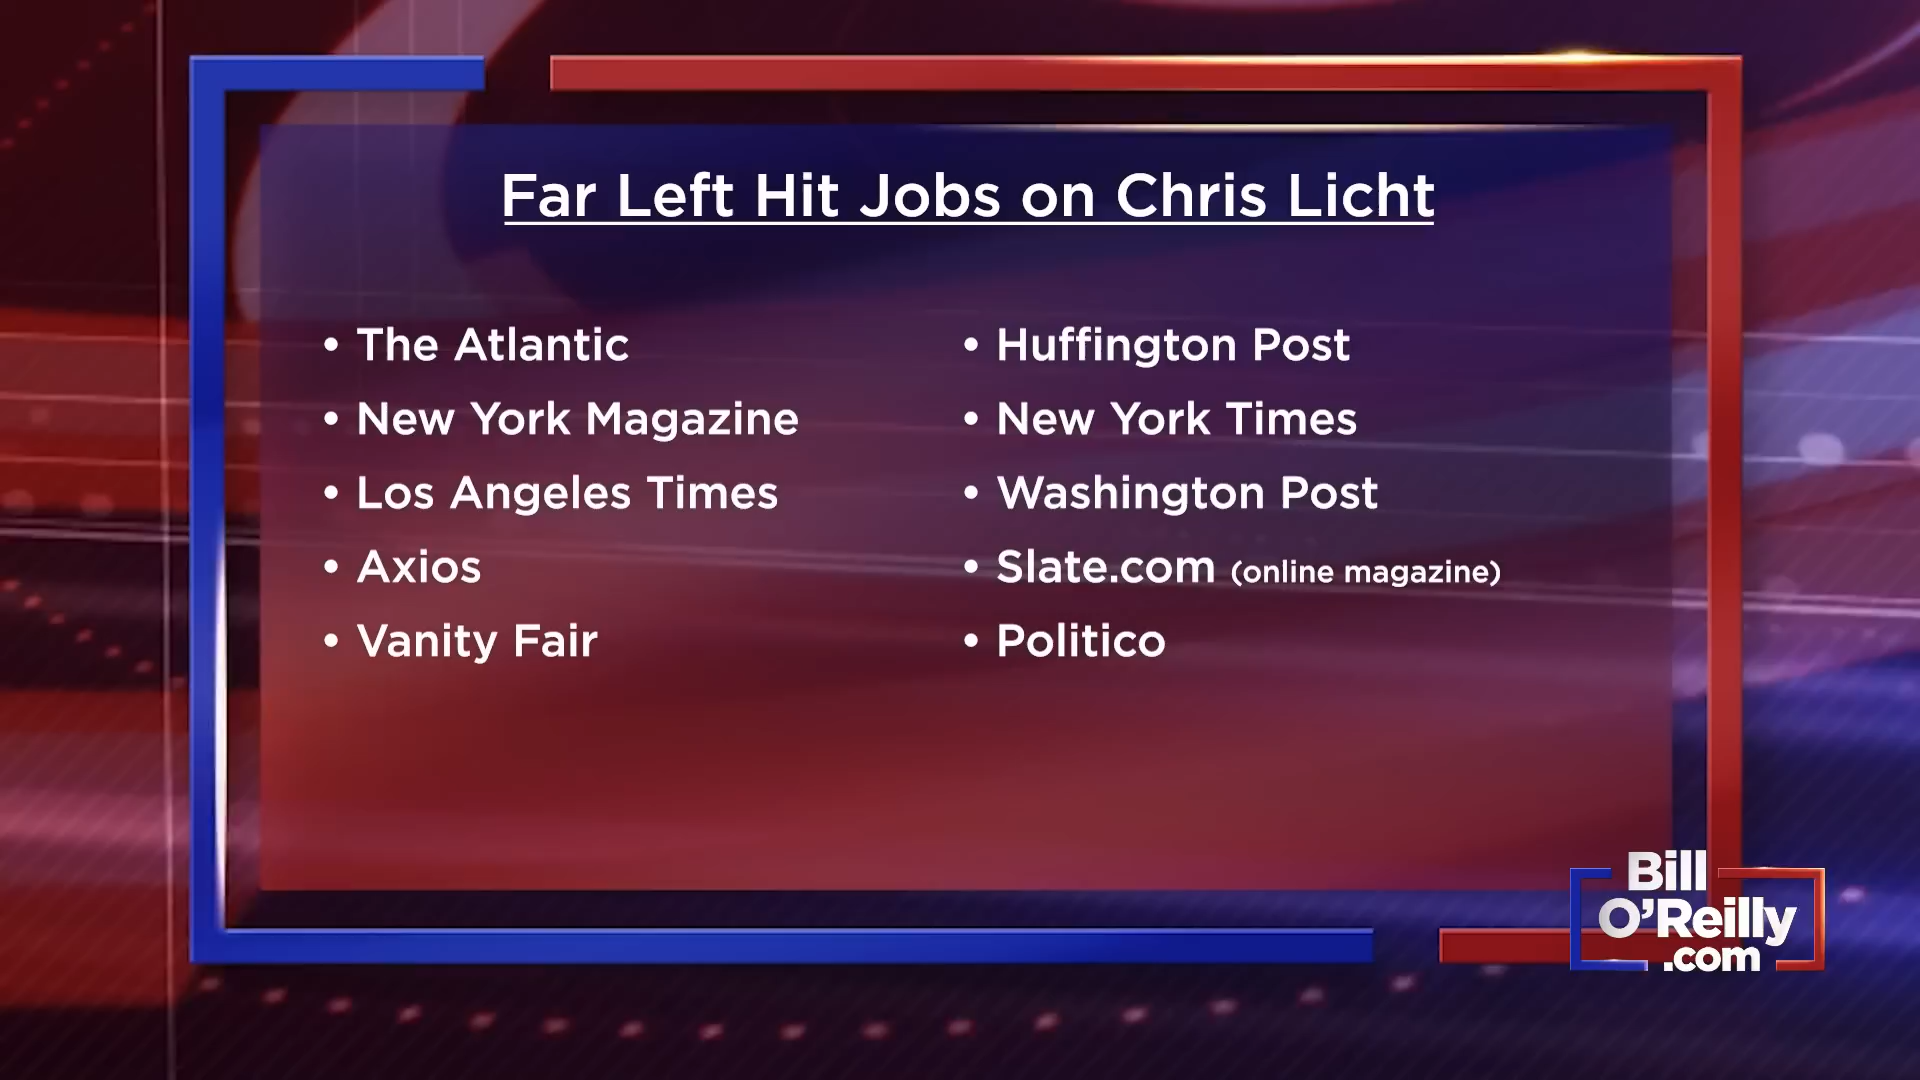 Far Left Hit Jobs on Chris Licht
• The Atlantic
• New York Magazine
• Los Angeles Times
• Axios
• Vanity Fair
• Huffington Post
• New York Times
• Washington Post
• Slate.com (online magazine)
• Politico
Bill
O'Reilly
.com